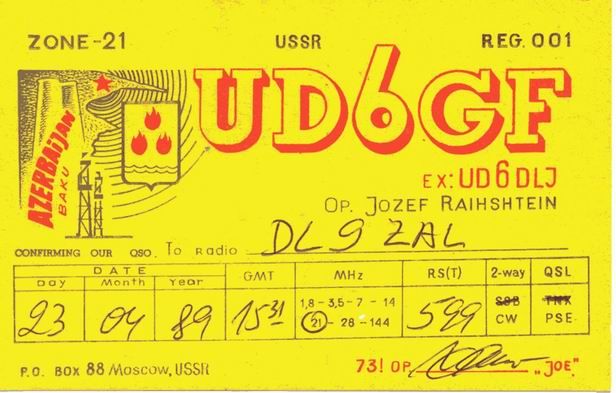 ZONE-21 USSR REG. 001
UD6GF
AZERBAIJAN
BAKU
EX: UD6DLJ
OP. JOZEF RAIHSHTEIN
CONFIRMING OUR QSO. To Radio DL9ZAL
DATE GMT MHz RS(T) 2-way QSL
Day Month Year
23 04 89 15 31 1,8 - 3,5 - 7 - 14 599 SSB TNX
21 - 28 - 144 CW PSE
P.O. BOX 88 Moscow, USSR 73! OP. „JOE"